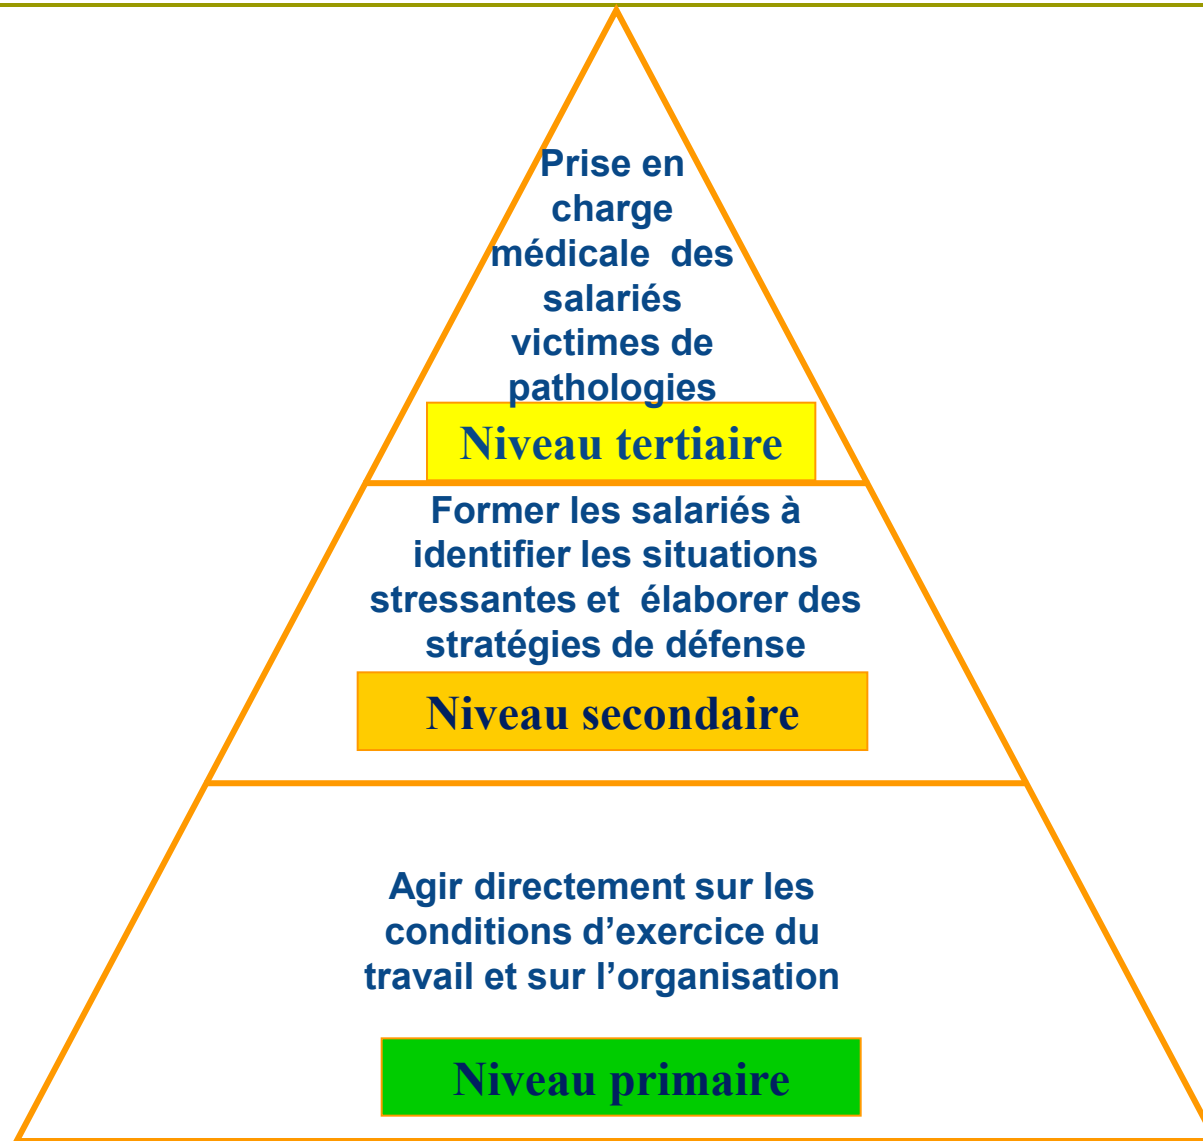 Prise en
charge
médicale  des
salariés
victimes de
pathologies
Niveau tertiaire
Former les salariés à
identifier les situations
stressantes et  élaborer des
stratégies de défense
Niveau secondaire
Agir directement sur les
conditions d’exercice du
travail et sur l’organisation
Niveau primaire